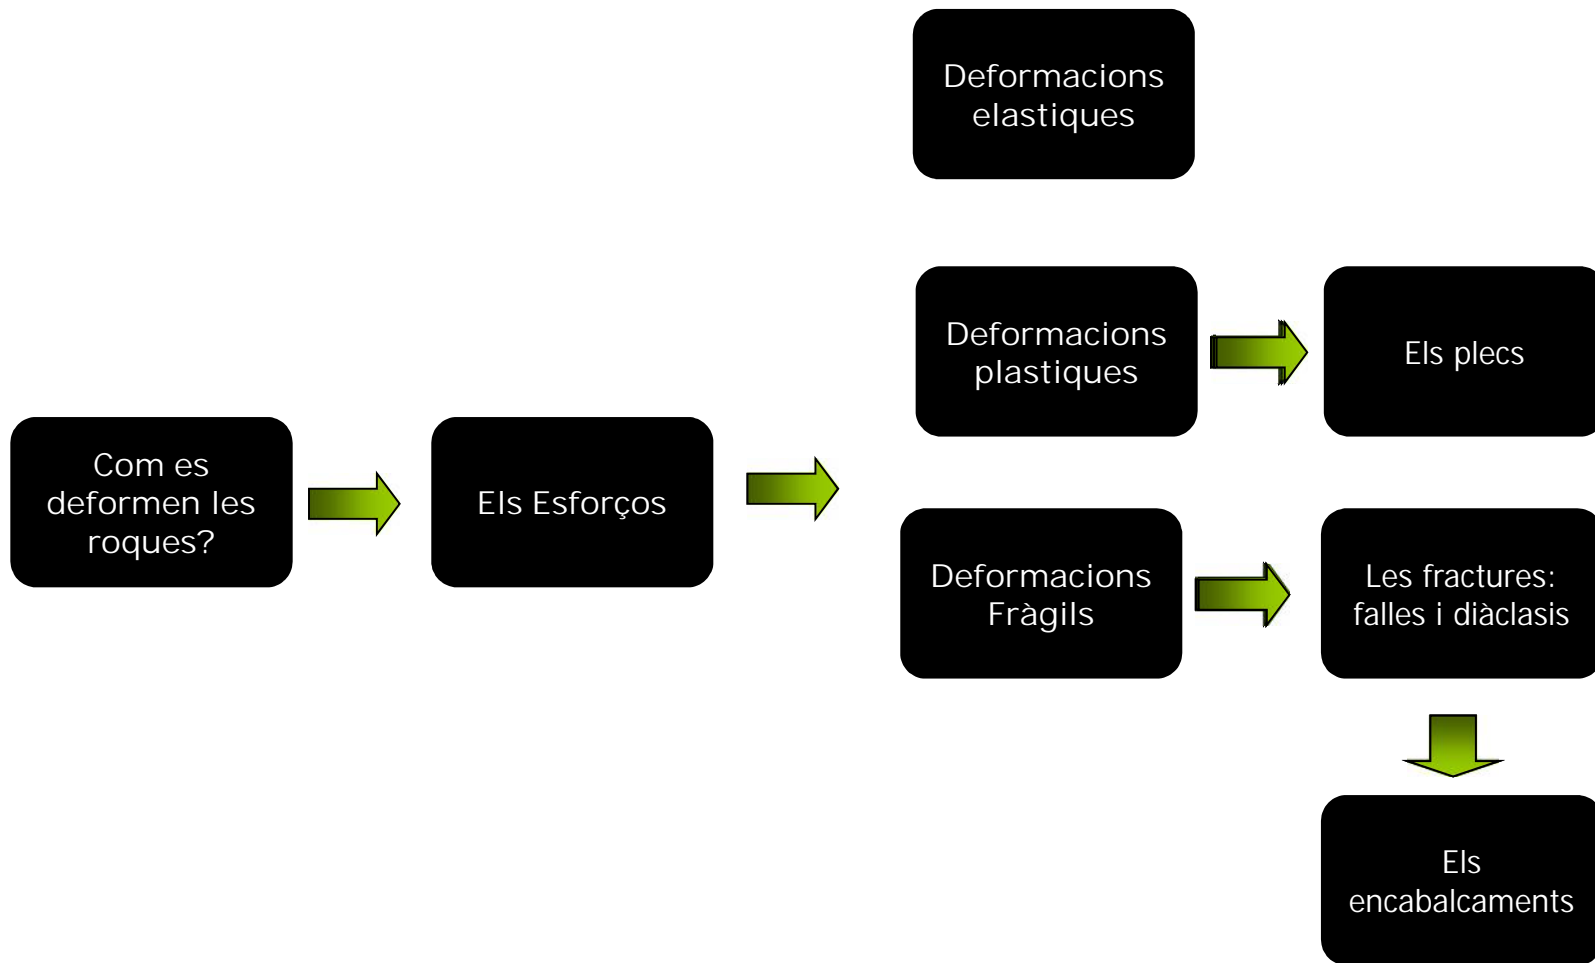 Com es
deformen les
roques?
Els Esforços
Deformacions
elastiques
Deformacions
plastiques
Els plecs
Deformacions
Fràgils
Les fractures:
falles i diàclasis
Els
encabalcaments